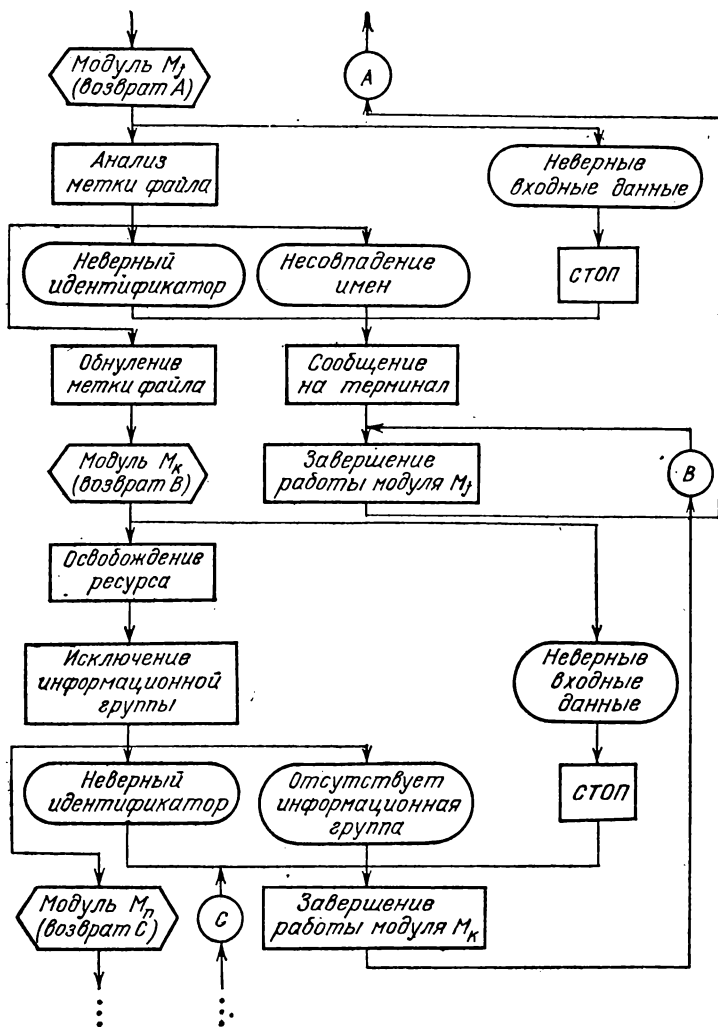 Модуль Mj
(возврат A)
A
Анализ
метки файла
Неверные
входные данные
Неверный
идентификатор
Несовпадение
имен
СТОП
Обнуление
метки файла
Сообщение
на терминал
Модуль Mк
(возврат B)
Завершение
работы модуля Mj
B
Освобождение
ресурса
Исключение
информационной
группы
Неверные
входные
данные
Неверный
идентификатор
Отсутствует
информационная
группа
СТОП
Модуль Mn
(возврат C)
C
Завершение
работы модуля Mк